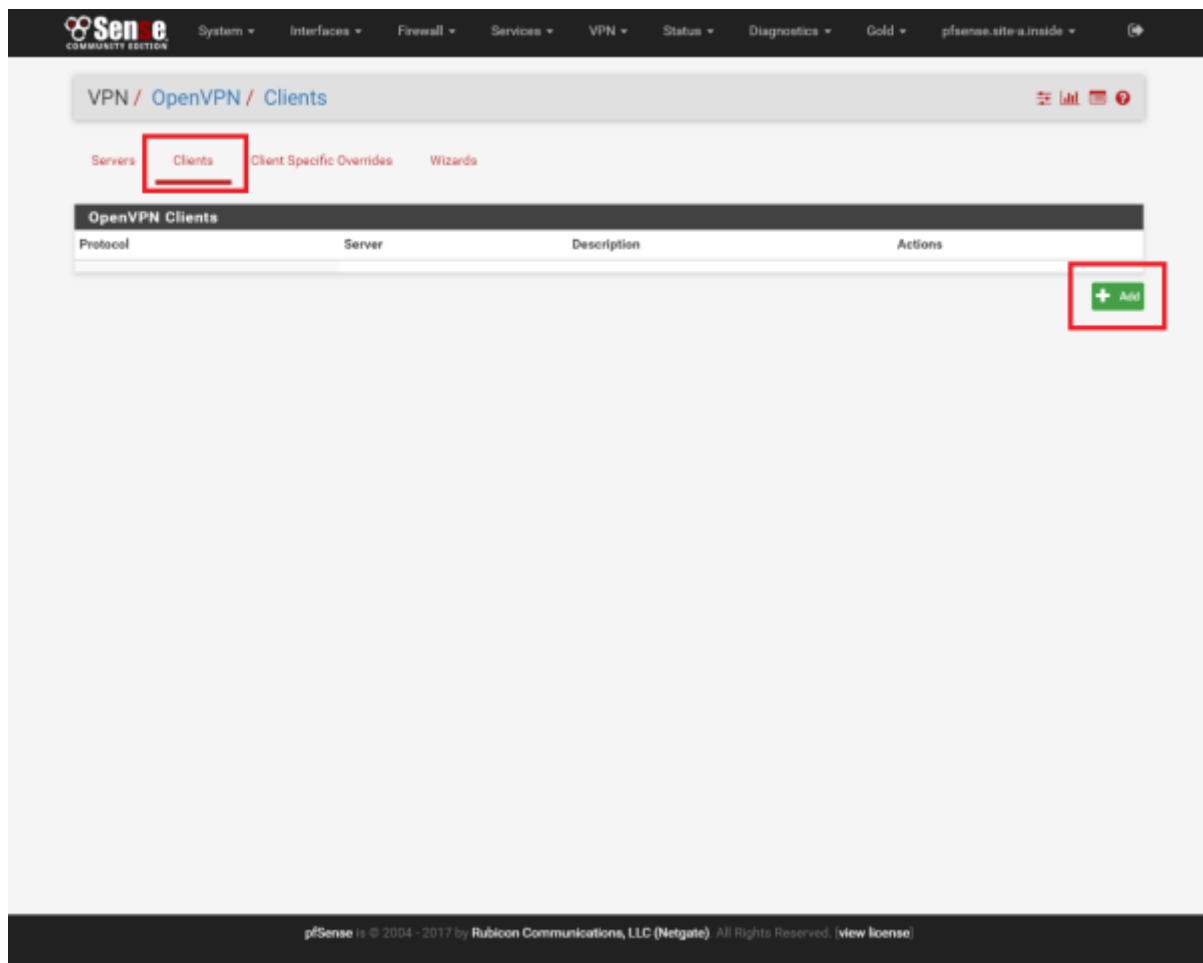 Sense
COMMUNITY EDITION
System Interfaces Firewall Services VPN Status Diagnostics Gold pfsense.site-a.inside
VPN / OpenVPN / Clients
Servers Clients Client Specific Overrides Wizards
OpenVPN Clients
Protocol Server Description Actions
Add
pfSense is © 2004 - 2017 by Rubicon Communications, LLC (Netgate). All Rights Reserved. [view license]